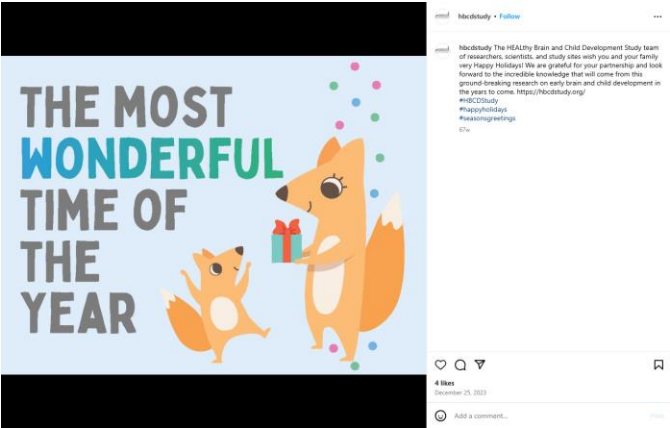 THE MOST
WONDERFUL
TIME OF
THE
YEAR
hbcdstudy • Follow
hbcdstudy The HEALthy Brain and Child Development Study team
of researchers, scientists, and study sites wish you and your family
very Happy Holidays! We are grateful for your partnership and look
forward to the incredible knowledge that will come from this
ground-breaking research on early brain and child development in
the years to come. https://hbcdstudy.org/
#HBCDStudy
#happyholidays
#seasonsgreetings
67w
4 likes
December 25, 2023
Add a comment...
Post